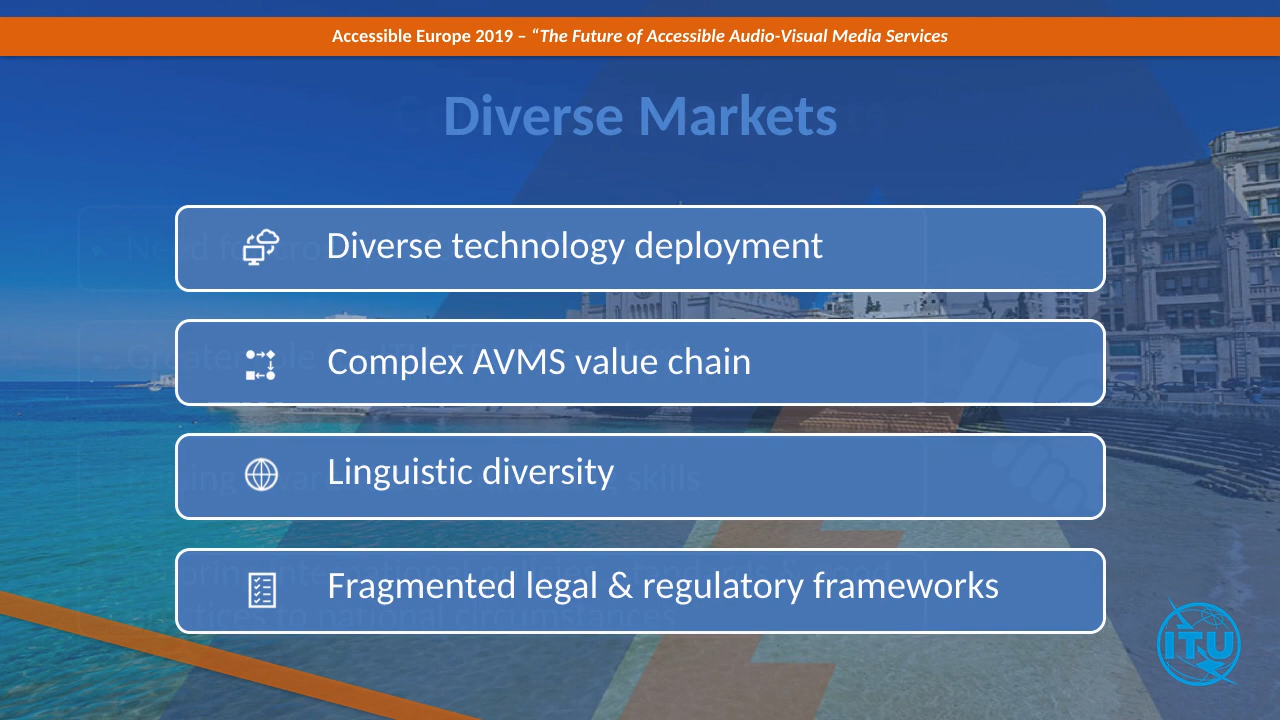 Accessible Europe 2019 – “The Future of Accessible Audio-Visual Media Services
Diverse Markets
Diverse technology deployment
Complex AVMS value chain
Linguistic diversity
Fragmented legal & regulatory frameworks
ITU